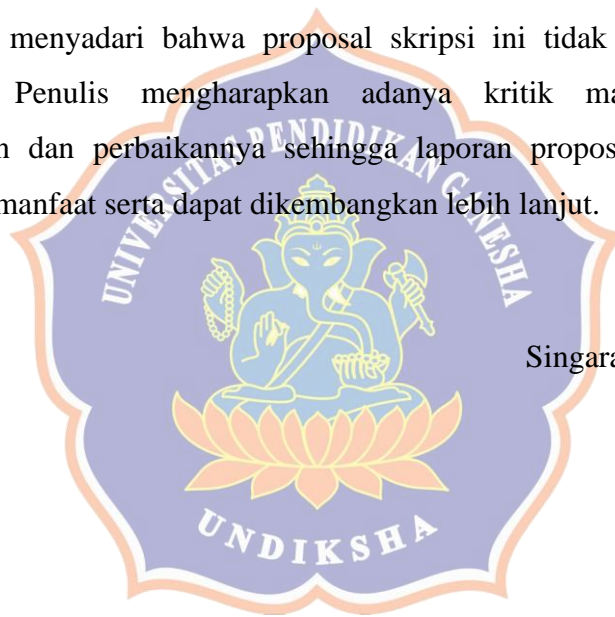 menyadari bahwa proposal skripsi ini tidak
Penulis mengharapkan adanya kritik ma
n dan perbaikannya sehingga laporan propos
manfaat serta dapat dikembangkan lebih lanjut.
UNIVERSITAS PENDIDIKAN GANESHA
Singara
UNDIKSHA